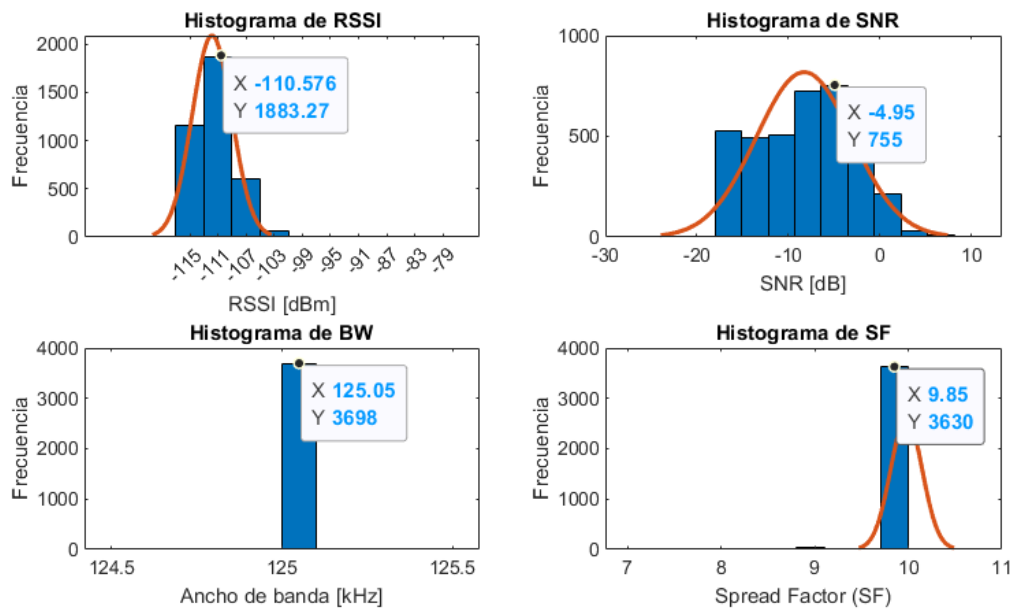 Histograma de RSSI
Frecuencia
2000
1500
1000
500
0
X -110.576
Y 1883.27
-115
-111
-107
-103
-99
-95
-91
-87
-83
-79
RSSI [dBm]
Histograma de SNR
Frecuencia
1000
500
0
X -4.95
Y 755
-30
-20
-10
0
10
SNR [dB]
Histograma de BW
Frecuencia
4000
3000
2000
1000
0
X 125.05
Y 3698
124.5
125
125.5
Ancho de banda [kHz]
Histograma de SF
Frecuencia
4000
3000
2000
1000
0
X 9.85
Y 3630
7
8
9
10
11
Spread Factor (SF)